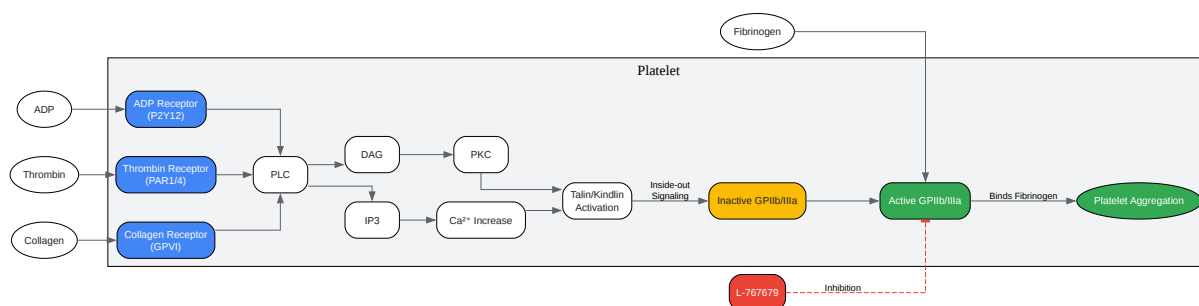 Fibrinogen
Platelet
ADP
ADP Receptor
(P2Y12)
Thrombin
Thrombin Receptor
(PAR1/4)
Collagen
Collagen Receptor
(GPVI)
PLC
DAG
PKC
IP3
Ca²⁺ Increase
Talin/Kindlin
Activation
Inside-out
Signaling
Inactive GPIIb/IIIa
Active GPIIb/IIIa
Binds Fibrinogen
Platelet Aggregation
L-767679
Inhibition